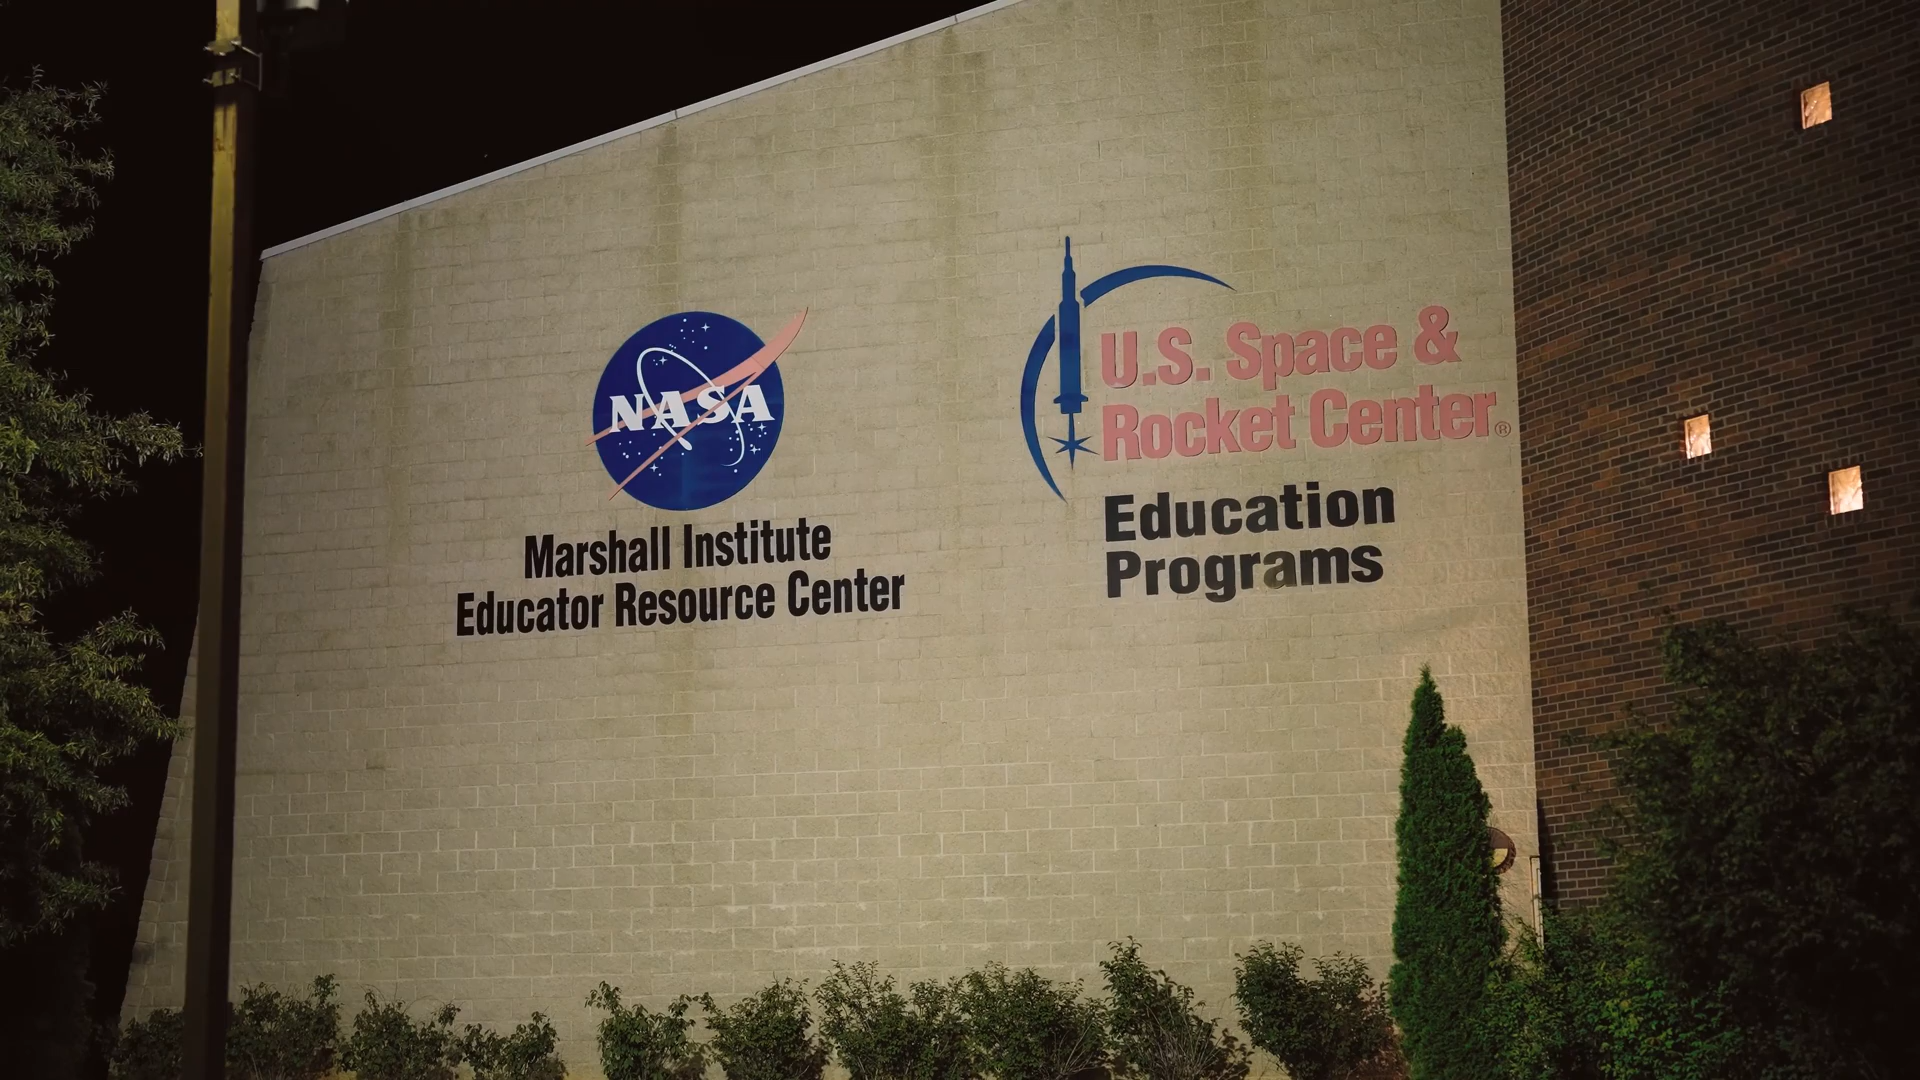 NASA
Marshall Institute
Educator Resource Center
U.S. Space &
Rocket Center®
Education
Programs